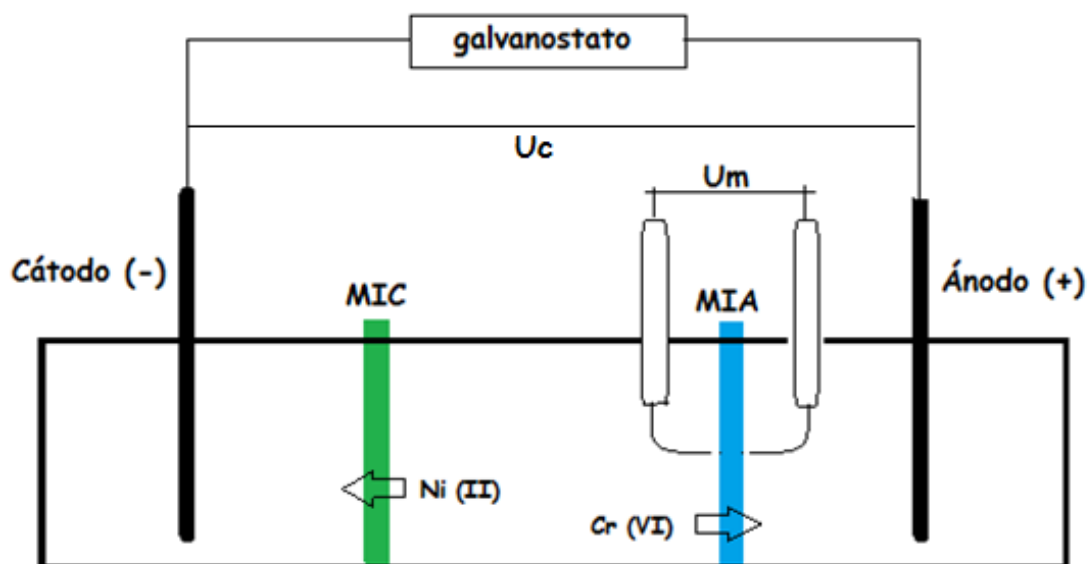 galvanostato
Uc
Um
Cátodo (-)
MIC
MIA
Ánodo (+)
Ni (II)
Cr (VI)